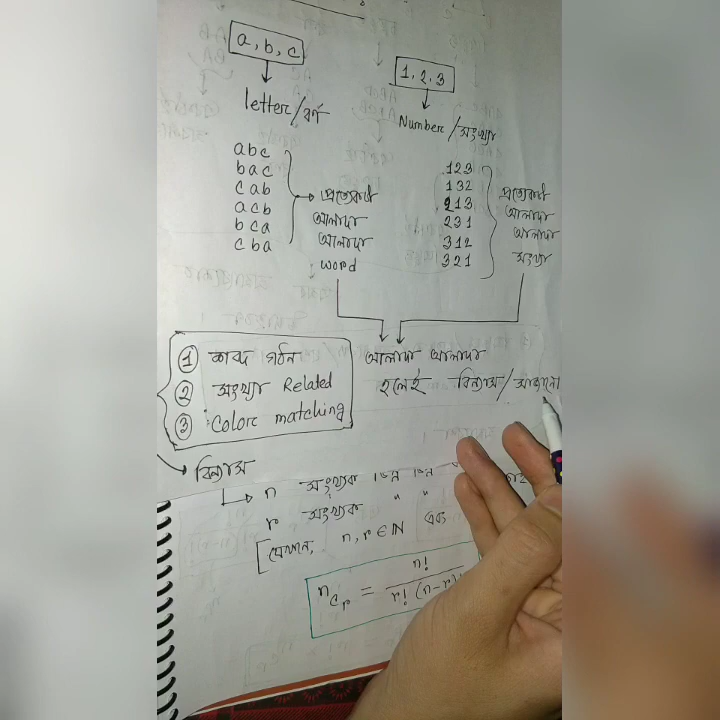 a, b, c
letter/বর্ণ
abc
bac
cab
acb
bca
cba
প্রত্যেকটা
আলাদা
আলাদা
word
1, 2, 3
Number/সংখ্যা
123
132
213
231
312
321
প্রত্যেকটা
আলাদা
আলাদা
সংখ্যা
আলাদা আলাদা
হলেই বিন্যাস/সাজানো
① শব্দ গঠন
② সংখ্যা Related
③ Color matching
বিন্যাস
n সংখ্যক ভিন্ন ভিন্ন
r সংখ্যক " "
[যেখানে, n, r ∈ N এবং
nCr = n! / r! (n-r)